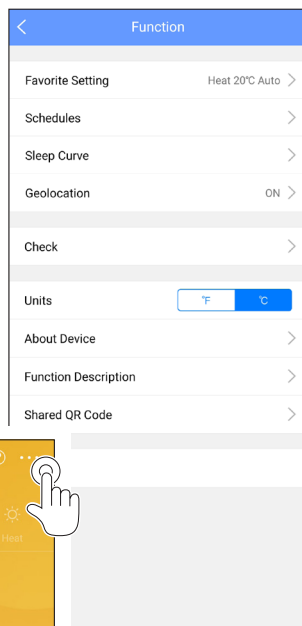 Function
Favorite Setting Heat 20°C Auto
Schedules
Sleep Curve
Geolocation ON
Check
Units °F °C
About Device
Function Description
Shared QR Code
Heat